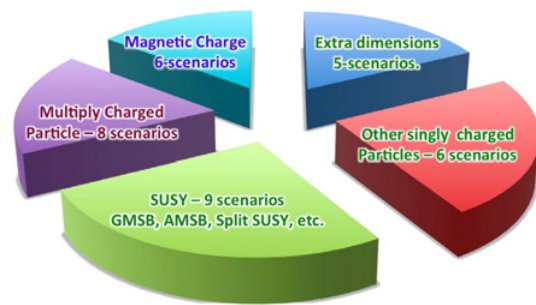 Magnetic Charge
6-scenarios
Extra dimensions
5-scenarios.
Multiply Charged
Particle – 8 scenarios
Other singly charged
Particles – 6 scenarios
SUSY – 9 scenarios
GMSB, AMSB, Split SUSY, etc.